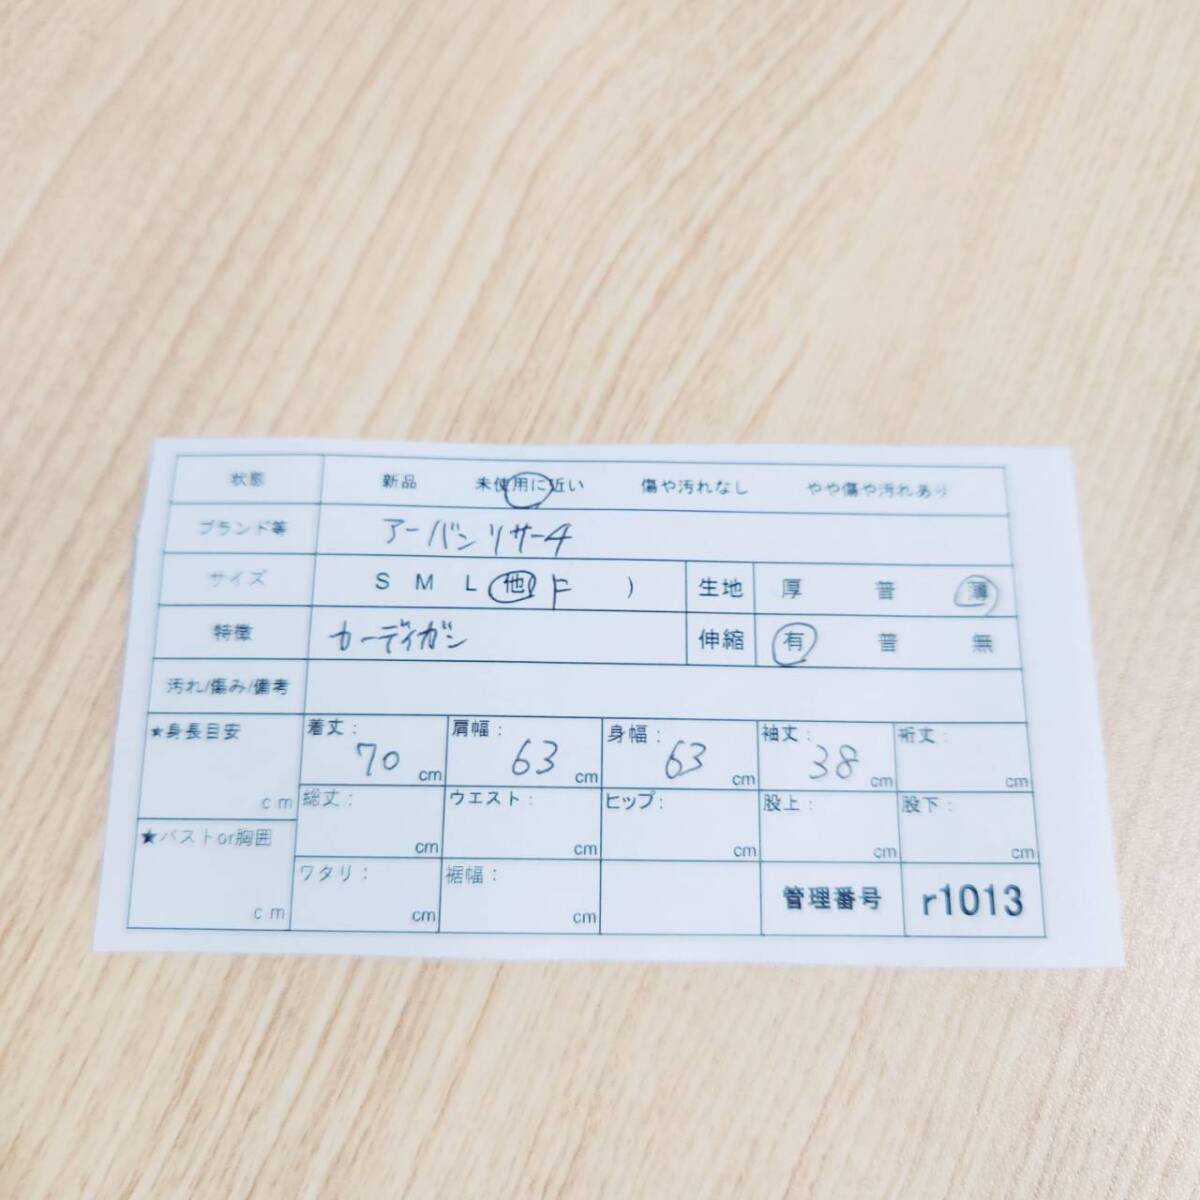 状態 新品 未使用に近い 傷や汚れなし やや傷や汚れあり
ブランド等 アーバンリサーチ
サイズ S M L 他( ) 生地 厚 普 薄
特徴 カーディガン 伸縮 有 普 無
汚れ/傷み/備考
★身長目安 cm 着丈: 70 cm 肩幅: 63 cm 身幅: 63 cm 袖丈: 38 cm 裄丈: cm
総丈: cm ウエスト: cm ヒップ: cm 股上: cm 股下: cm
★バストor胸囲 cm ワタリ: cm 裾幅: cm 管理番号 r1013